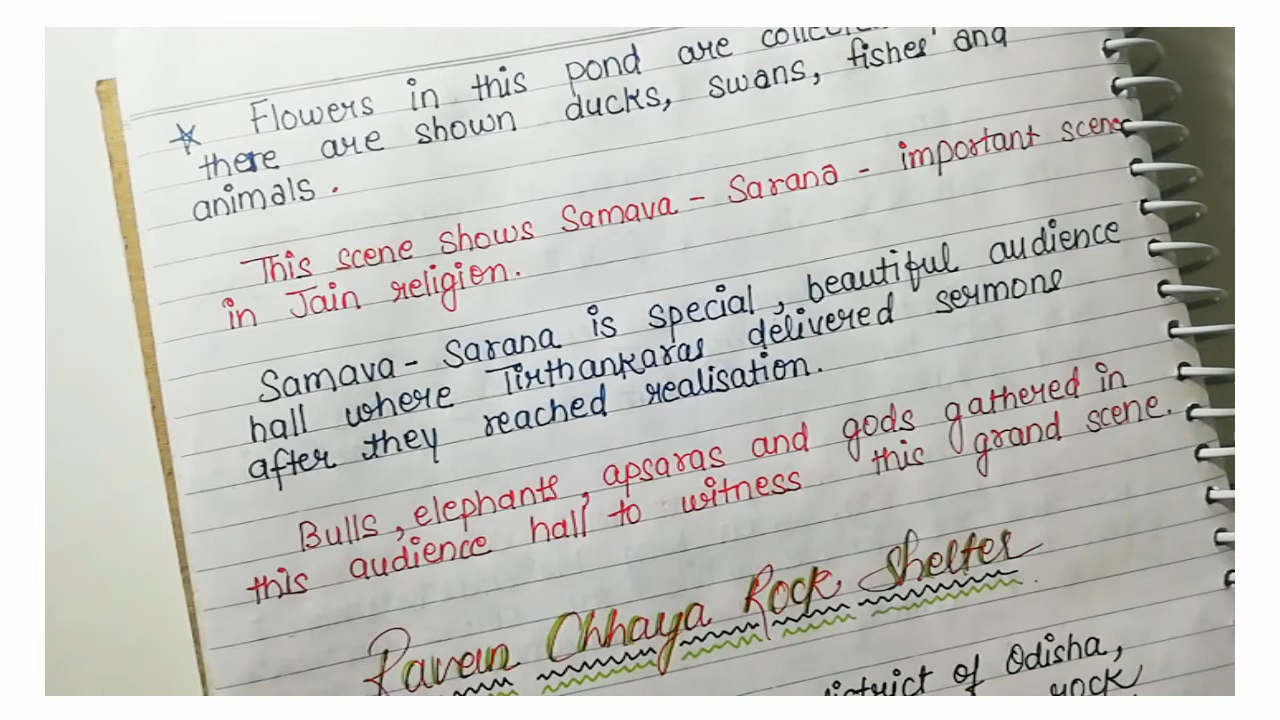 ☆ Flowers in this pond are
there are shown ducks, swans, fishes and
animals.
This scene shows Samava - Sarana - important scene
in Jain religion.
Samava - Sarana is special, beautiful audience
hall where Tirthankaras delivered sermons
after they reached realisation.
Bulls, elephants, apsaras and gods gathered in
this audience hall to witness this grand scene.
Ravan Chhaya Rock Shelter
district of Odisha,
rock